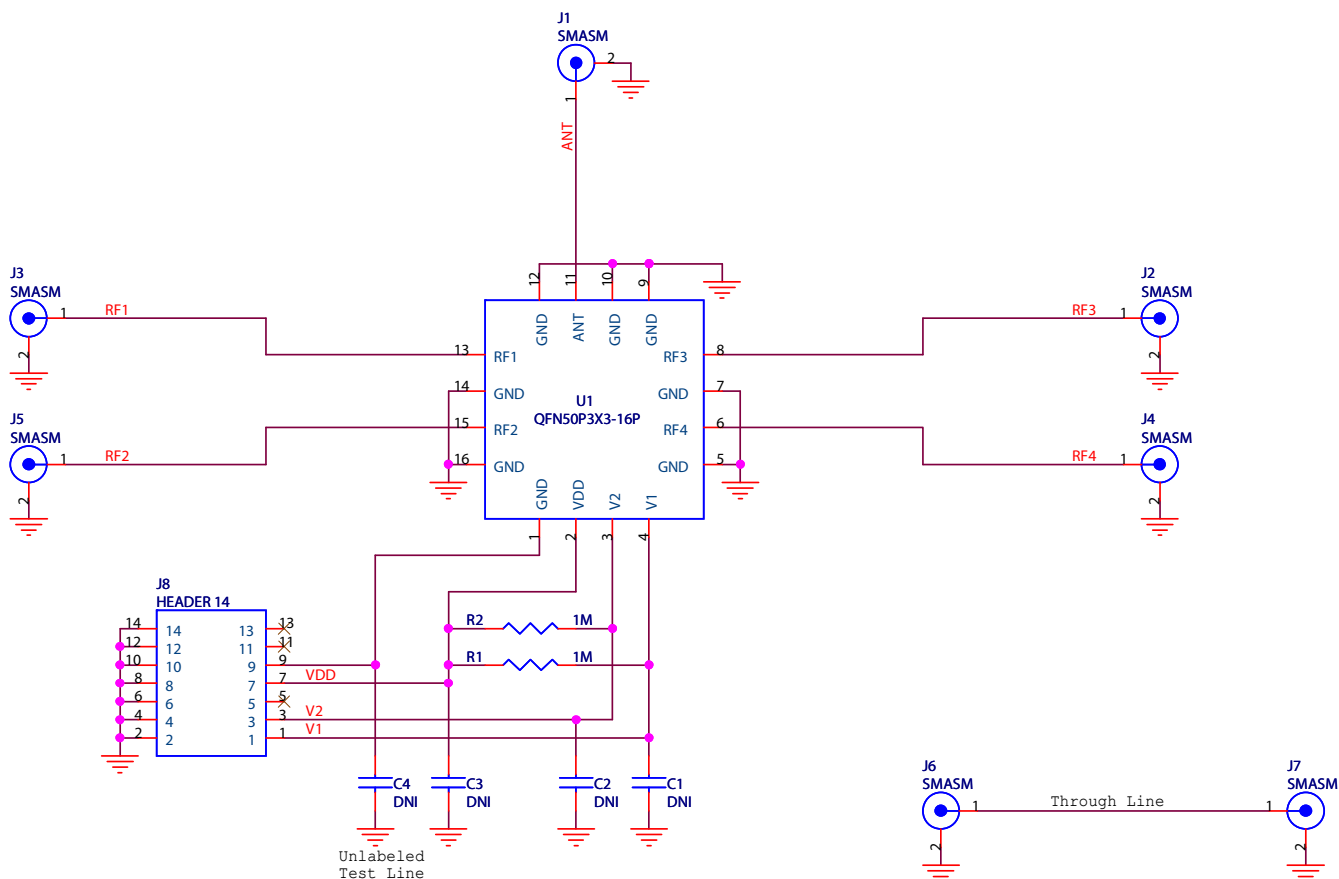 J1
SMASM
2
1
ANT
J3
SMASM
1
RF1
2
J2
SMASM
RF3
1
2
12
11
10
9
GND
ANT
GND
GND
13
RF1
RF3
8
14
GND
GND
7
U1
QFN50P3X3-16P
15
RF2
RF4
6
16
GND
GND
5
GND
VDD
V2
V1
1
2
3
4
J5
SMASM
1
RF2
2
J4
SMASM
RF4
1
2
J8
HEADER 14
14
14
13
13
12
12
11
11
10
10
9
9
8
8
7
7
VDD
6
6
5
5
4
4
3
3
V2
2
2
1
1
V1
R2
1M
R1
1M
C4
DNI
C3
DNI
C2
DNI
C1
DNI
Unlabeled
Test Line
J6
SMASM
1
2
Through Line
J7
SMASM
1
2